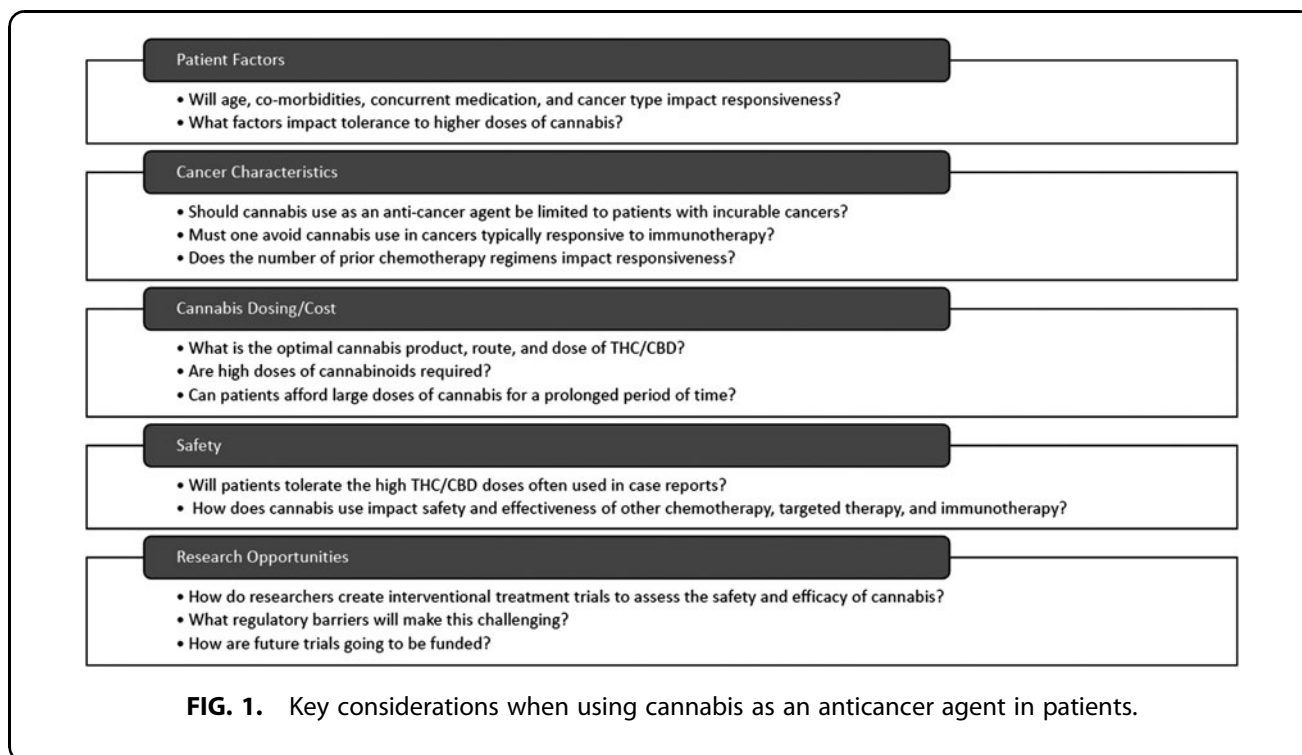 Patient Factors
• Will age, co-morbidities, concurrent medication, and cancer type impact responsiveness?
• What factors impact tolerance to higher doses of cannabis?
Cancer Characteristics
• Should cannabis use as an anti-cancer agent be limited to patients with incurable cancers?
• Must one avoid cannabis use in cancers typically responsive to immunotherapy?
• Does the number of prior chemotherapy regimens impact responsiveness?
Cannabis Dosing/Cost
• What is the optimal cannabis product, route, and dose of THC/CBD?
• Are high doses of cannabinoids required?
• Can patients afford large doses of cannabis for a prolonged period of time?
Safety
• Will patients tolerate the high THC/CBD doses often used in case reports?
• How does cannabis use impact safety and effectiveness of other chemotherapy, targeted therapy, and immunotherapy?
Research Opportunities
• How do researchers create interventional treatment trials to assess the safety and efficacy of cannabis?
• What regulatory barriers will make this challenging?
• How are future trials going to be funded?
FIG. 1. Key considerations when using cannabis as an anticancer agent in patients.